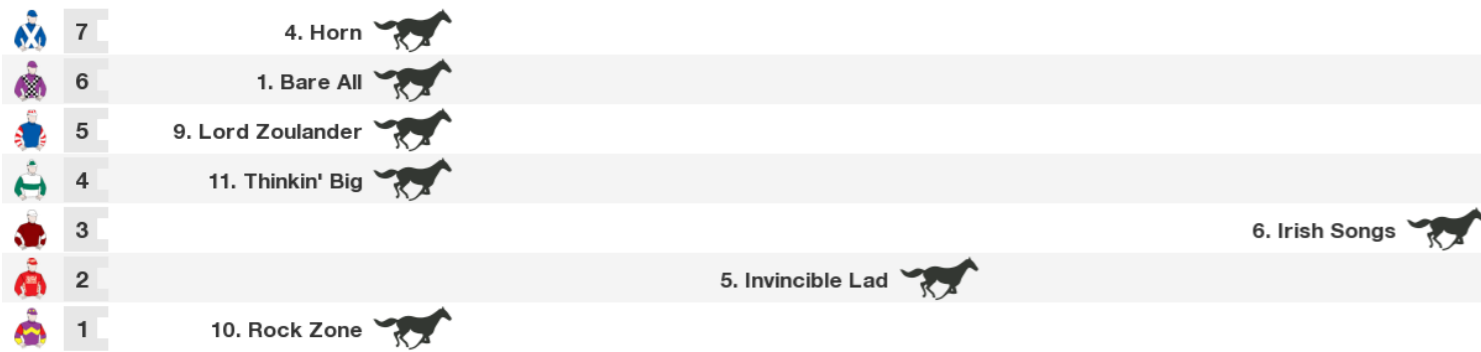 7 4. Horn
6 1. Bare All
5 9. Lord Zoulander
4 11. Thinkin' Big
3 6. Irish Songs
2 5. Invincible Lad
1 10. Rock Zone